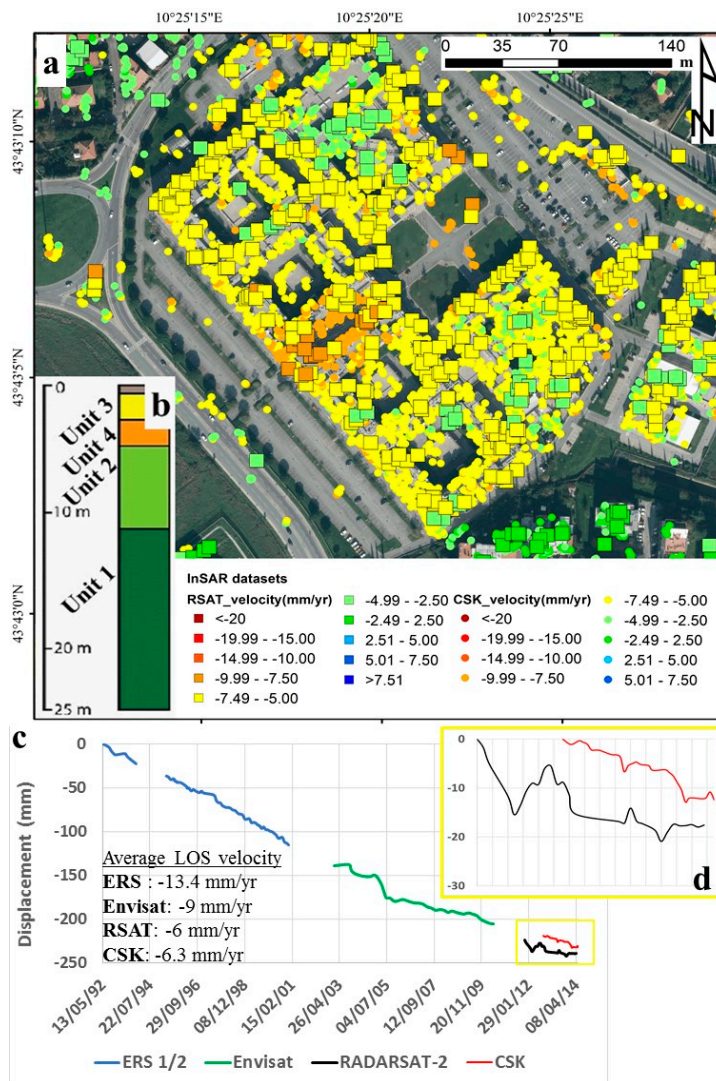 10°25'15"E 10°25'20"E 10°25'25"E
a
0 35 70 140
m
N
43°43'10"N
43°43'5"N
43°43'0"N
b
0
10 m
20 m
25 m
Unit 3
Unit 4
Unit 2
Unit 1
InSAR datasets
RSAT_velocity(mm/yr)
<-20
-19.99 - -15.00
-14.99 - -10.00
-9.99 - -7.50
-7.49 - -5.00
-4.99 - -2.50
-2.49 - 2.50
2.51 - 5.00
5.01 - 7.50
>7.51
CSK_velocity(mm/yr)
<-20
-19.99 - -15.00
-14.99 - -10.00
-9.99 - -7.50
-7.49 - -5.00
-4.99 - -2.50
-2.49 - 2.50
2.51 - 5.00
5.01 - 7.50
c
Displacement (mm)
0
-50
-100
-150
-200
-250
Average LOS velocity
ERS : -13.4 mm/yr
Envisat: -9 mm/yr
RSAT: -6 mm/yr
CSK: -6.3 mm/yr
0
-10
-20
-30
d
13/05/92 22/07/94 29/09/96 08/12/98 15/02/01 26/04/03 04/07/05 12/09/07 20/11/09 29/01/12 08/04/14
ERS 1/2 Envisat RADARSAT-2 CSK